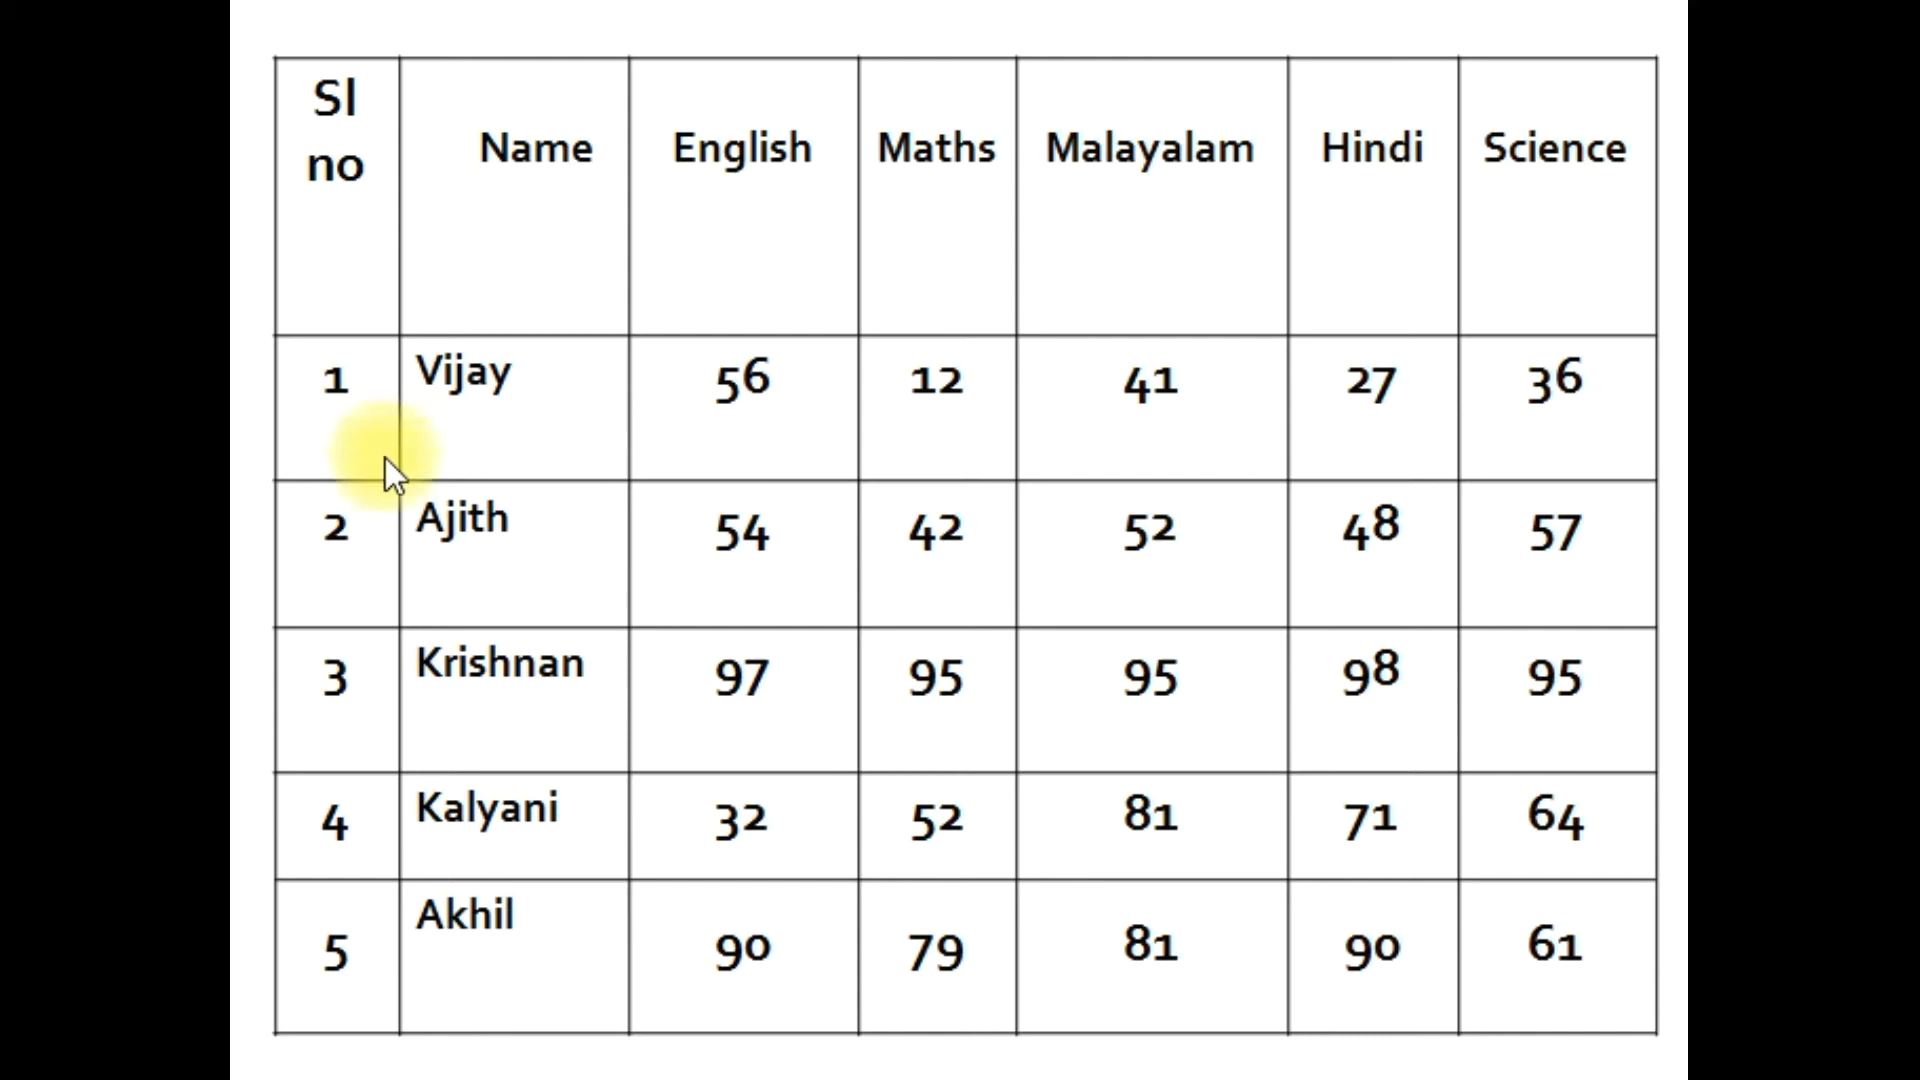 Sl no Name English Maths Malayalam Hindi Science
1 Vijay 56 12 41 27 36
2 Ajith 54 42 52 48 57
3 Krishnan 97 95 95 98 95
4 Kalyani 32 52 81 71 64
5 Akhil 90 79 81 90 61